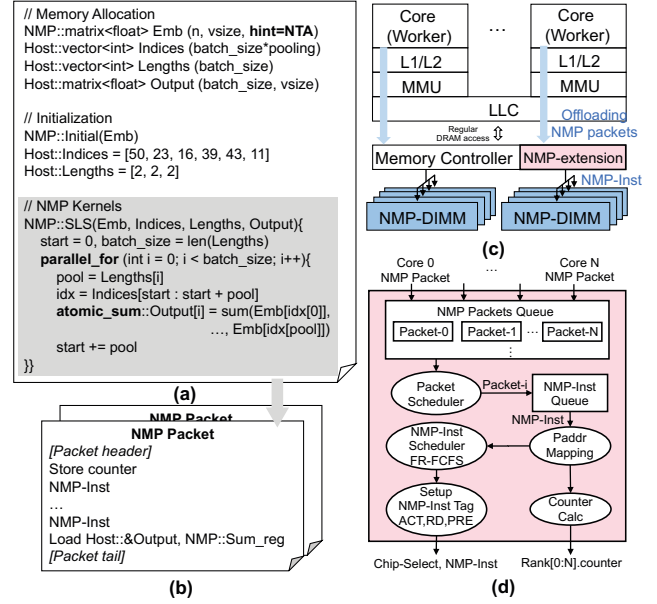 // Memory Allocation
NMP::matrix<float> Emb (n, vsize, hint=NTA)
Host::vector<int> Indices (batch_size*pooling)
Host::vector<int> Lengths (batch_size)
Host::matrix<float> Output (batch_size, vsize)
// Initialization
NMP::Initial(Emb)
Host::Indices = [50, 23, 16, 39, 43, 11]
Host::Lengths = [2, 2, 2]
// NMP Kernels
NMP::SLS(Emb, Indices, Lengths, Output){
start = 0, batch_size = len(Lengths)
parallel_for (int i = 0; i < batch_size; i++){
pool = Lengths[i]
idx = Indices[start : start + pool]
atomic_sum::Output[i] = sum(Emb[idx[0]],
..., Emb[idx[pool]])
start += pool
}}
(a)
NMP Packet
NMP Packet
[Packet header]
Store counter
NMP-Inst
...
NMP-Inst
Load Host::&Output, NMP::Sum_reg
[Packet tail]
(b)
Core
(Worker)
...
Core
(Worker)
L1/L2
L1/L2
MMU
MMU
LLC
Regular
DRAM access
Offloading
NMP packets
Memory Controller
NMP-extension
NMP-Inst
NMP-DIMM
NMP-DIMM
(c)
Core 0
NMP Packet
...
Core N
NMP Packet
NMP Packets Queue
Packet-0
Packet-1
...
Packet-N
...
Packet
Scheduler
Packet-i
NMP-Inst
Queue
NMP-Inst
NMP-Inst
Scheduler
FR-FCFS
Paddr
Mapping
Setup
NMP-Inst Tag
ACT,RD,PRE
Counter
Calc
Chip-Select, NMP-Inst
Rank[0:N].counter
(d)